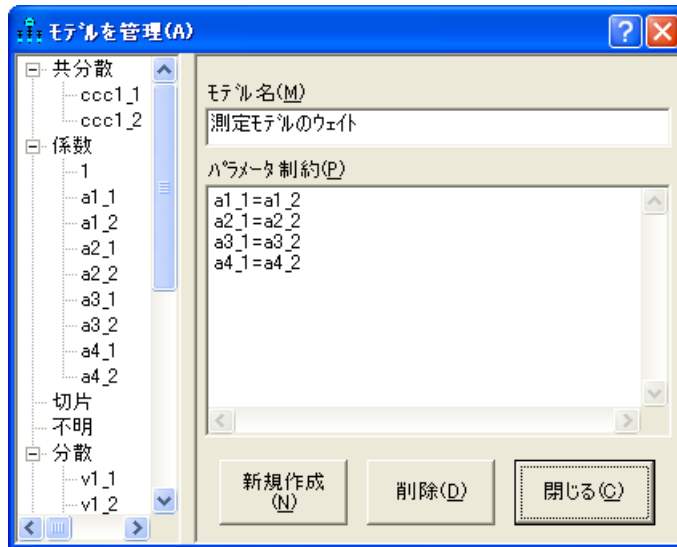 モデルを管理(A)
共分散
ccc1_1
ccc1_2
係数
1
a1_1
a1_2
a2_1
a2_2
a3_1
a3_2
a4_1
a4_2
切片
不明
分散
v1_1
v1_2
モデル名(M)
測定モデルのウェイト
パラメータ制約(P)
a1_1=a1_2
a2_1=a2_2
a3_1=a3_2
a4_1=a4_2
新規作成
(N)
削除(D)
閉じる(C)